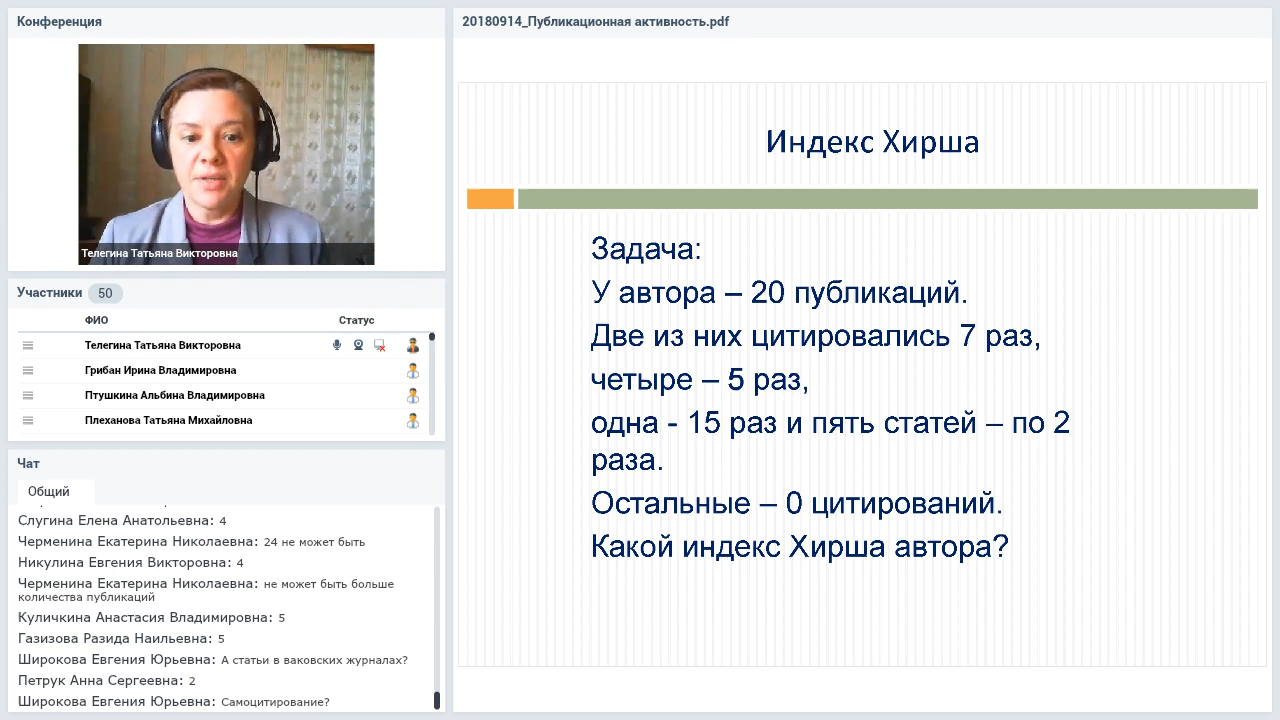 Конференция
Телегина Татьяна Викторовна
Участники 50
ФИО Статус
Телегина Татьяна Викторовна
Грибан Ирина Владимировна
Птушкина Альбина Владимировна
Плеханова Татьяна Михайловна
Чат
Общий
Слугина Елена Анатольевна: 4
Черменина Екатерина Николаевна: 24 не может быть
Никулина Евгения Викторовна: 4
Черменина Екатерина Николаевна: не может быть больше
количества публикаций
Куличкина Анастасия Владимировна: 5
Газизова Разида Наильевна: 5
Широкова Евгения Юрьевна: А статьи в ваковских журналах?
Петрук Анна Сергеевна: 2
Широкова Евгения Юрьевна: Самоцитирование?
20180914_Публикационная активность.pdf
Индекс Хирша
Задача:
У автора – 20 публикаций.
Две из них цитировались 7 раз,
четыре – 5 раз,
одна - 15 раз и пять статей – по 2
раза.
Остальные – 0 цитирований.
Какой индекс Хирша автора?